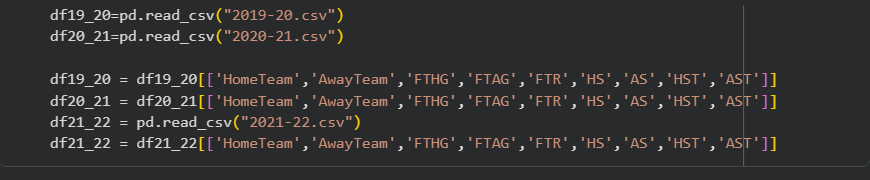 df19_20=pd.read_csv("2019-20.csv")
df20_21=pd.read_csv("2020-21.csv")
df19_20 = df19_20[['HomeTeam','AwayTeam','FTHG','FTAG','FTR','HS','AS','HST','AST']]
df20_21 = df20_21[['HomeTeam','AwayTeam','FTHG','FTAG','FTR','HS','AS','HST','AST']]
df21_22 = pd.read_csv("2021-22.csv")
df21_22 = df21_22[['HomeTeam','AwayTeam','FTHG','FTAG','FTR','HS','AS','HST','AST']]